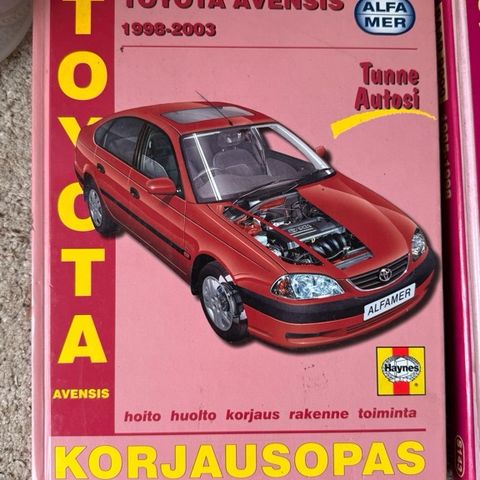 TOYOTA AVENSIS
1998-2003
ALFA
MER
Tunne
Autosi
TOYOTA
AVENSIS
ALFAMER
Haynes
hoito huolto korjaus rakenne toiminta
KORJAUSOPAS